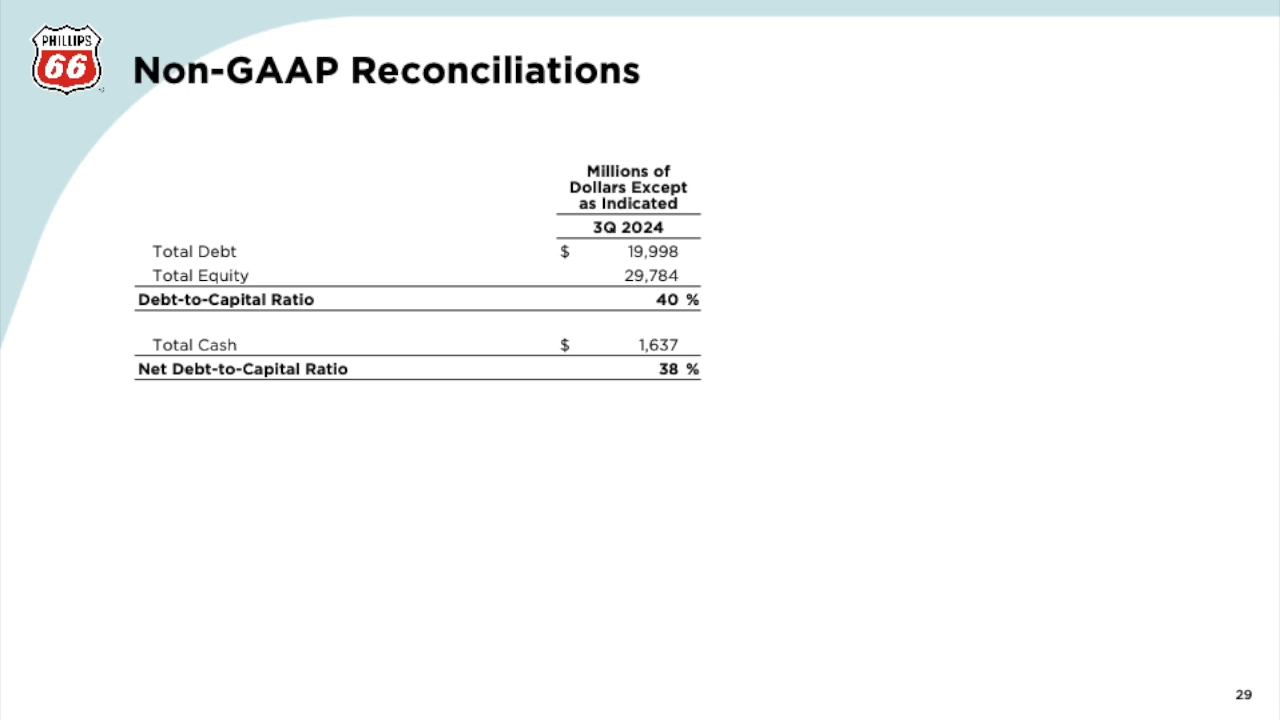 PHILLIPS
66
Non-GAAP Reconciliations
Millions of
Dollars Except
as Indicated
3Q 2024
Total Debt $ 19,998
Total Equity 29,784
Debt-to-Capital Ratio 40 %
Total Cash $ 1,637
Net Debt-to-Capital Ratio 38 %
29